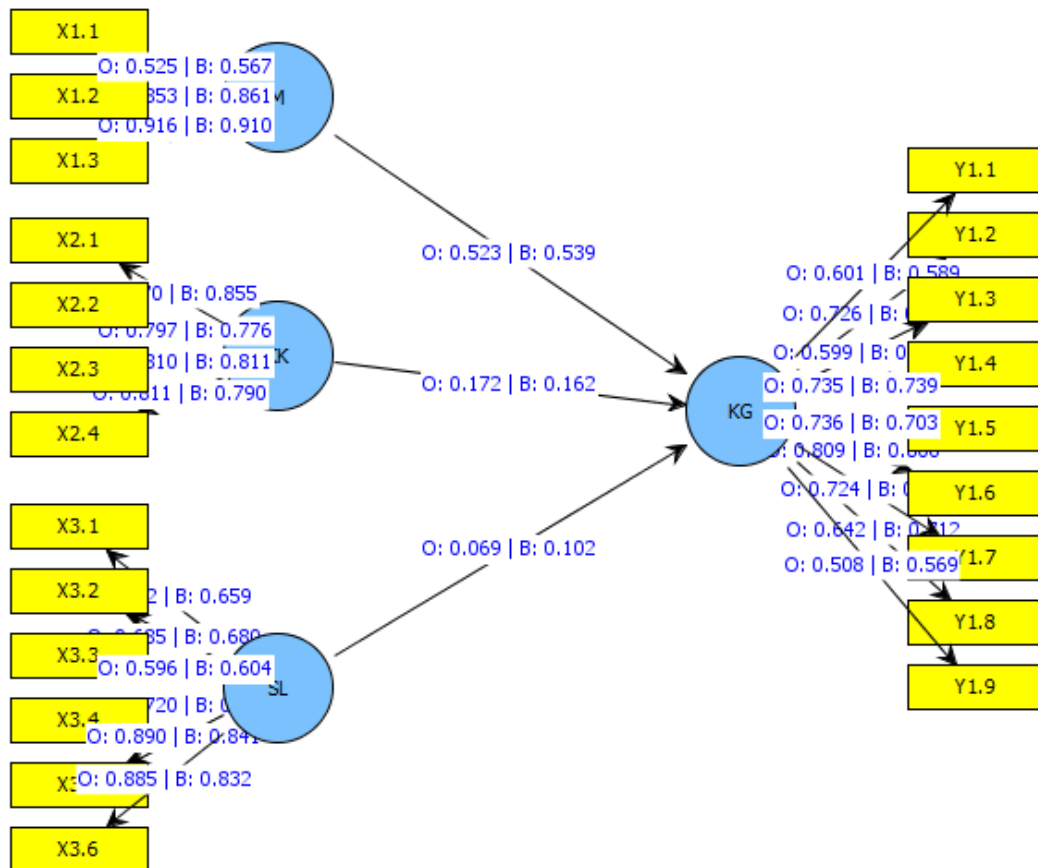 X1.1
O: 0.525 | B: 0.567
X1.2
853 | B: 0.861
M
O: 0.916 | B: 0.910
X1.3
X2.1
0 | B: 0.855
X2.2
O: 0.797 | B: 0.776
X2.3
810 | B: 0.811
O: 0.811 | B: 0.790
X2.4
X3.1
2 | B: 0.659
X3.2
B: 0.680
X3.3
O: 0.596 | B: 0.604
SL
X3.4
720 | B:
O: 0.890 | B: 0.841
O: 0.885 | B: 0.832
X3.6
O: 0.523 | B: 0.539
O: 0.172 | B: 0.162
O: 0.069 | B: 0.102
KG
Y1.1
Y1.2
O: 0.601 | B: 0.589
Y1.3
O: 0.726 |
O: 0.599 |
Y1.4
O: 0.735 | B: 0.739
O: 0.736 | B: 0.703
Y1.5
0.809 | B:
O: 0.724 |
Y1.6
O: 0.642 | B: 0.712
Y1.7
O: 0.508 | B: 0.569
Y1.8
Y1.9